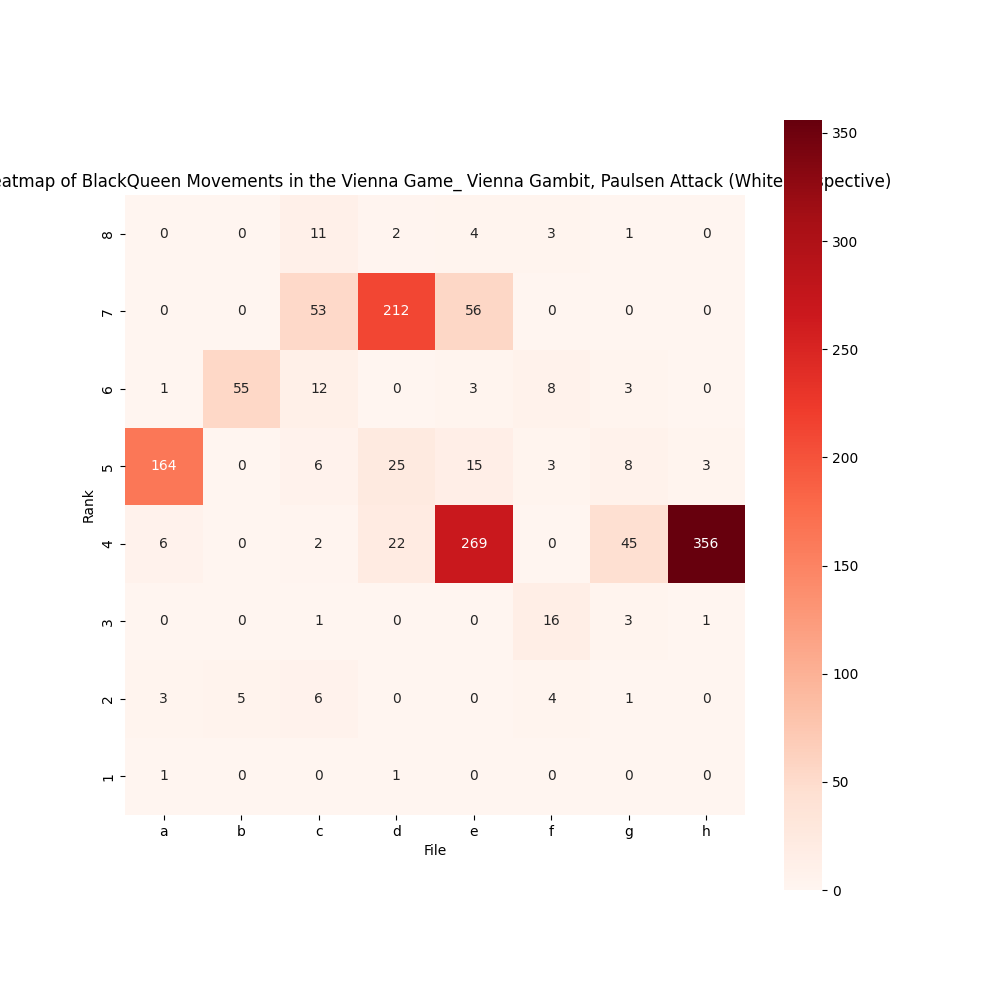 eatmap of BlackQueen Movements in the Vienna Game_ Vienna Gambit, Paulsen Attack (White Perspective)
8 0 0 11 2 4 3 1 0
7 0 0 53 212 56 0 0 0
6 1 55 12 0 3 8 3 0
5 164 0 6 25 15 3 8 3
Rank
4 6 0 2 22 269 0 45 356
3 0 0 1 0 0 16 3 1
2 3 5 6 0 0 4 1 0
1 1 0 0 1 0 0 0 0
a b c d e f g h
File
350
300
250
200
150
100
50
0